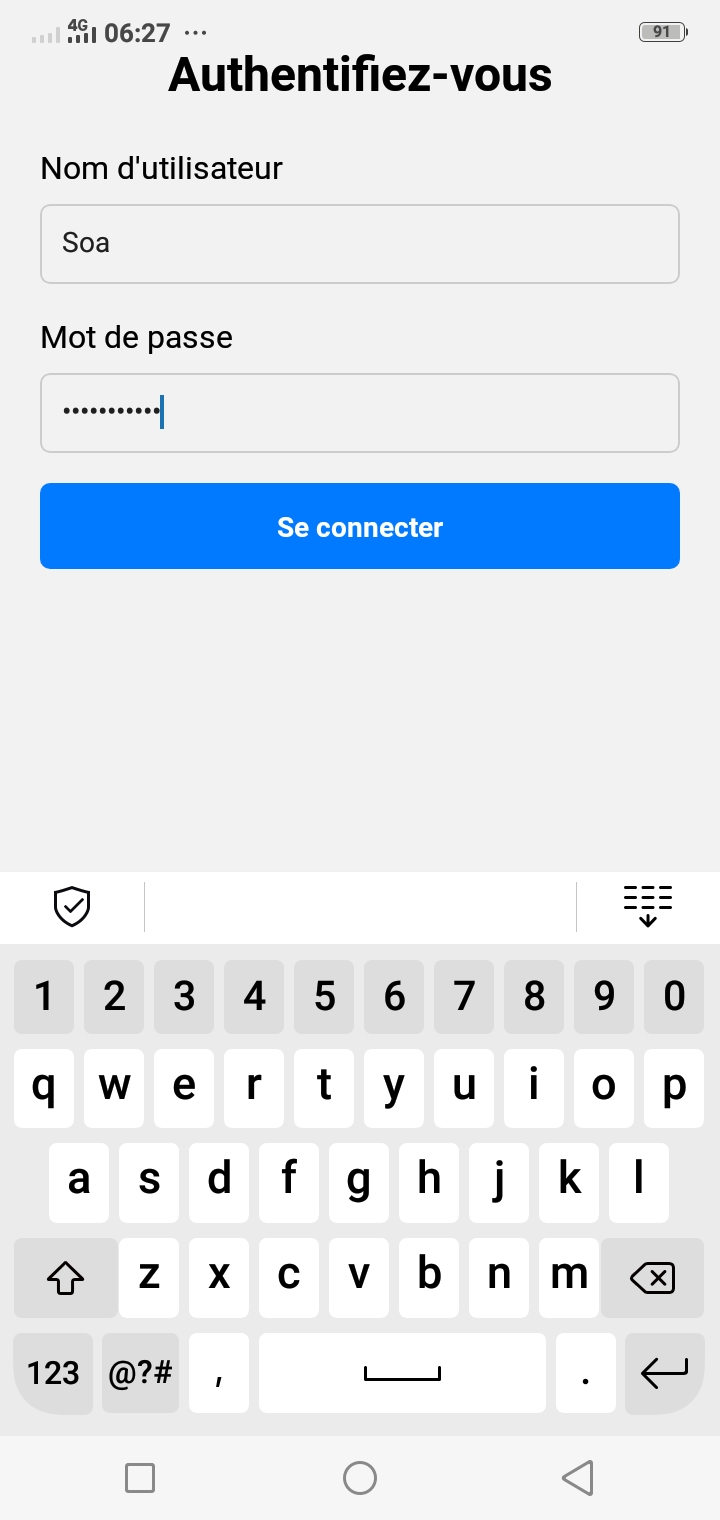 4G 06:27 ··· 91
Authentifiez-vous
Nom d'utilisateur
Soa
Mot de passe
•••••••••••
Se connecter
1 2 3 4 5 6 7 8 9 0
q w e r t y u i o p
a s d f g h j k l
z x c v b n m
123 @?# , .